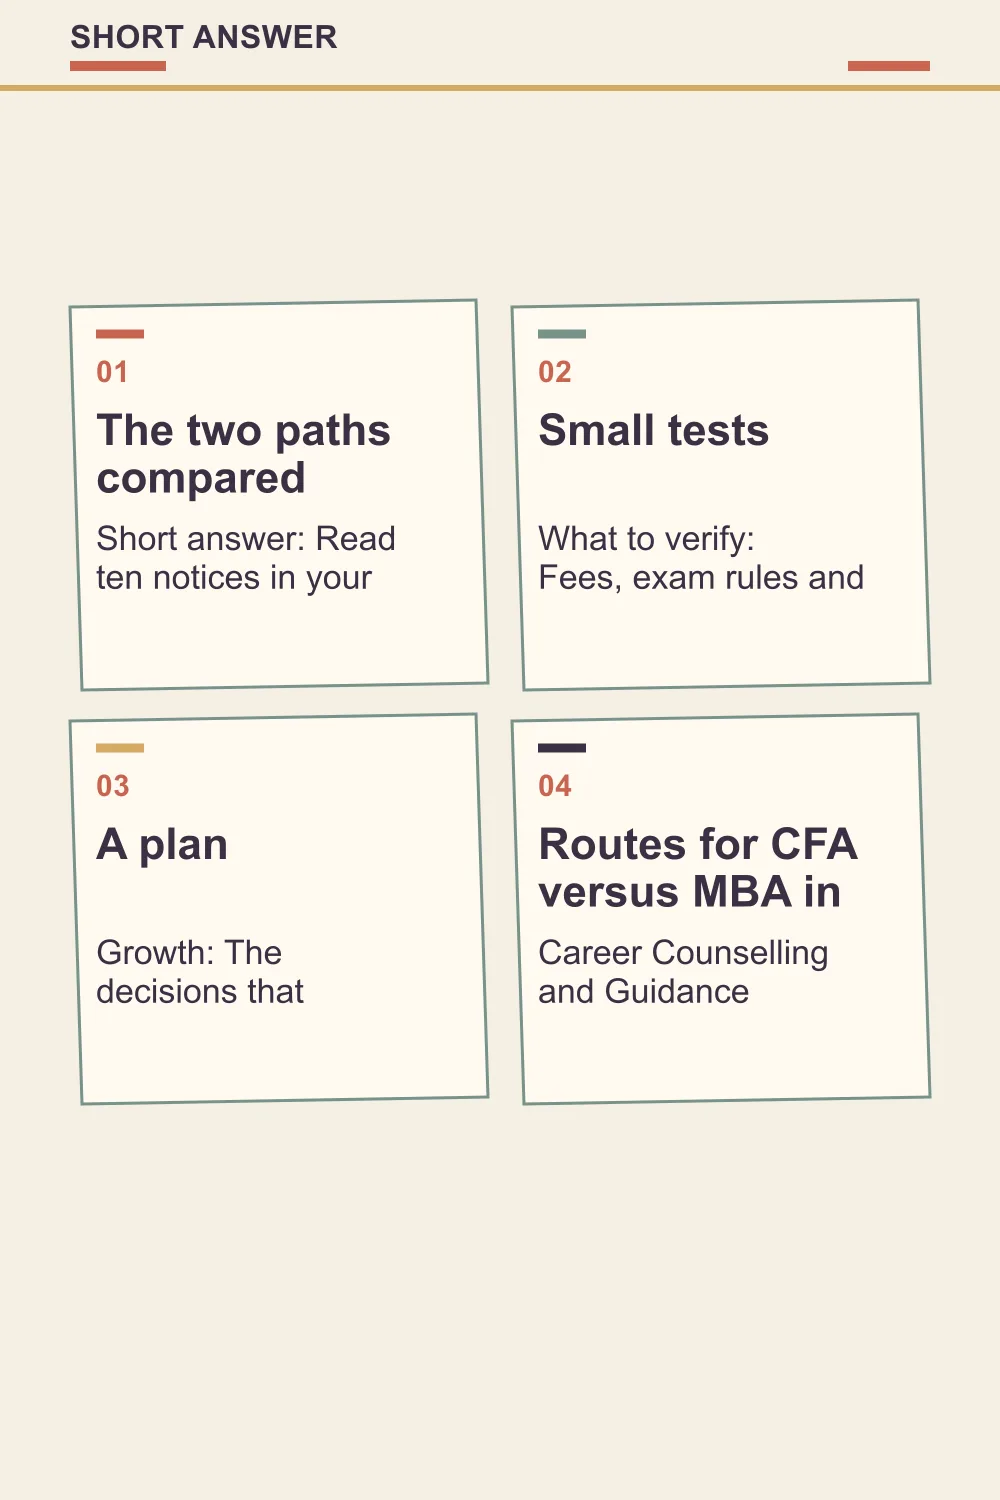 SHORT ANSWER
01
The two paths
compared
Short answer: Read
ten notices in your
02
Small tests
What to verify:
Fees, exam rules and
03
A plan
Growth: The
decisions that
04
Routes for CFA
versus MBA in
Career Counselling
and Guidance